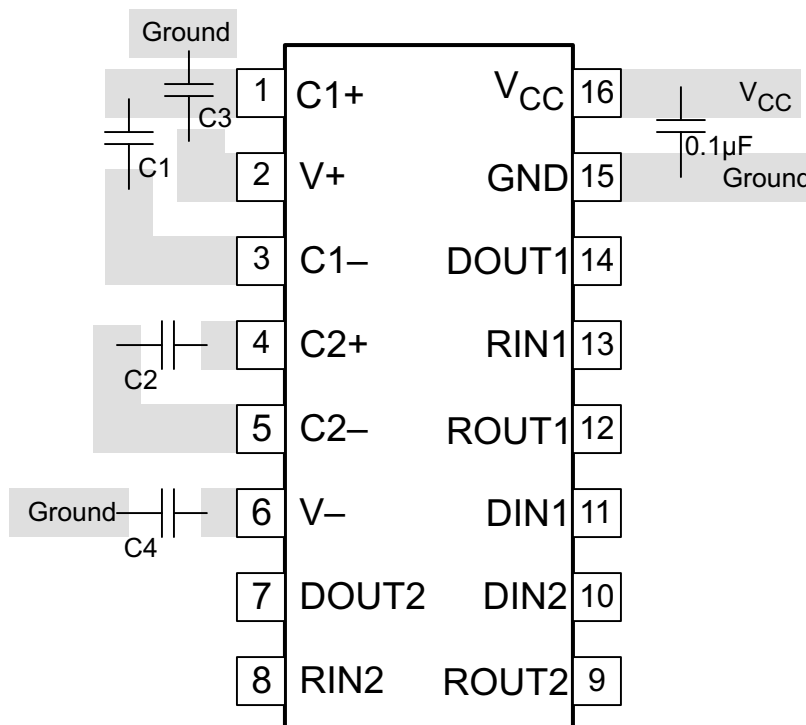 Ground
1 C1+ VCC 16 VCC
C3
C1
0.1µF
2 V+ GND 15 Ground
3 C1– DOUT1 14
4 C2+ RIN1 13
C2
5 C2– ROUT1 12
Ground 6 V– DIN1 11
C4
7 DOUT2 DIN2 10
8 RIN2 ROUT2 9